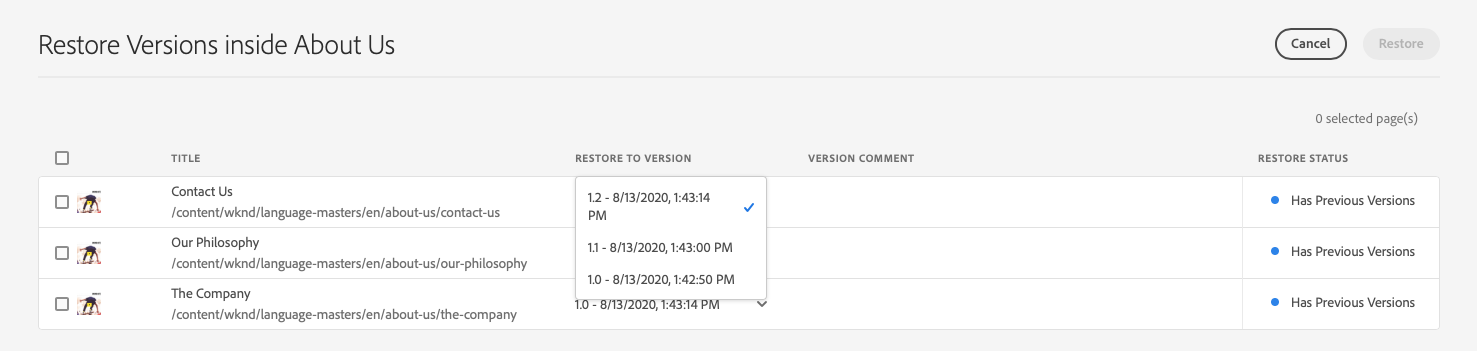 Restore Versions inside About Us
Cancel
Restore
0 selected page(s)
TITLE
RESTORE TO VERSION
VERSION COMMENT
RESTORE STATUS
Contact Us
/content/wknd/language-masters/en/about-us/contact-us
1.2 - 8/13/2020, 1:43:14
PM
Has Previous Versions
Our Philosophy
/content/wknd/language-masters/en/about-us/our-philosophy
1.1 - 8/13/2020, 1:43:00 PM
1.0 - 8/13/2020, 1:42:50 PM
Has Previous Versions
The Company
/content/wknd/language-masters/en/about-us/the-company
1.0 - 8/13/2020, 1:43:14 PM
Has Previous Versions